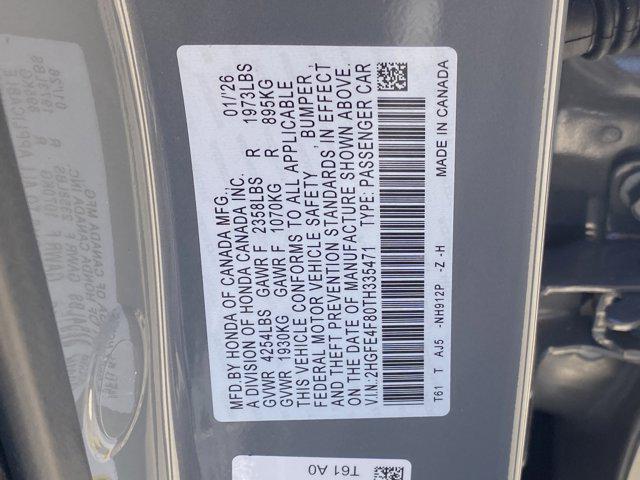 MFD.BY HONDA OF CANADA MFG., 01/'26
A DIVISION OF HONDA CANADA INC.
GVWR 4254LBS GAWR F 2358LBS R 1973LBS
GVWR 1930KG GAWR F 1070KG R 895KG
THIS VEHICLE CONFORMS TO ALL APPLICABLE
FEDERAL MOTOR VEHICLE SAFETY, BUMPER,
AND THEFT PREVENTION STANDARDS IN EFFECT
ON THE DATE OF MANUFACTURE SHOWN ABOVE.
V.I.N:2HGFE4F80TH335471 TYPE: PASSENGER CAR
T61 T AJ5 -NH912P -Z -H MADE IN CANADA
T61 A0